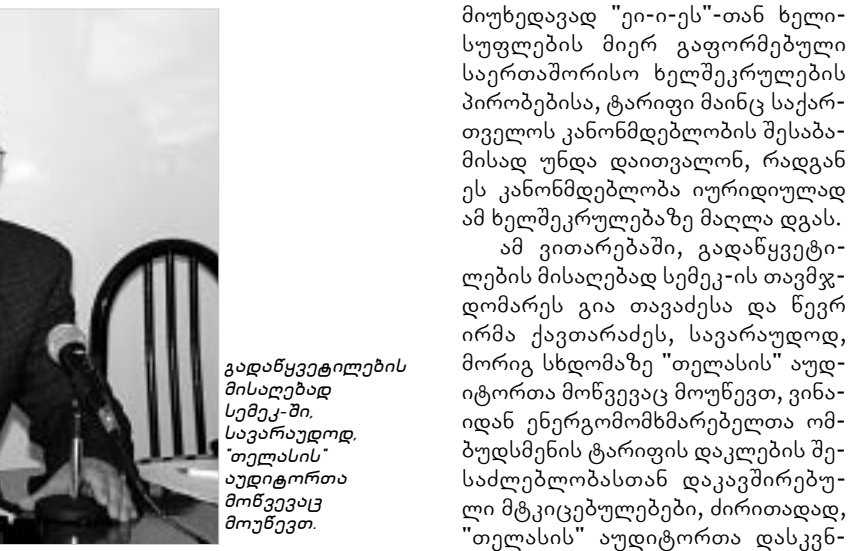 გადაწყვეტილების
მისაღებად
სემეკ-ში,
სავარაუდოდ,
"თელასის"
აუდიტორთა
მოწვევაც
მოუწევთ.
მიუხედავად "ეი-ი-ეს"-თან ხელი-
სუფლების მიერ გაფორმებული
საერთაშორისო ხელშეკრულების
პირობებისა, ტარიფი მაინც საქარ-
თველოს კანონმდებლობის შესაბა-
მისად უნდა დაითვალონ, რადგან
ეს კანონმდებლობა იურიდიულად
ამ ხელშეკრულებაზე მაღლა დგას.
ამ ვითარებაში, გადაწყვეტი-
ლების მისაღებად სემეკ-ის თავმჯ-
დომარეს გია თავაძესა და წევრ
ირმა ქავთარაძეს, სავარაუდოდ,
მორიგ სხდომაზე "თელასის" აუდ-
იტორთა მოწვევაც მოუწევთ, ვინა-
იდან ენერგომომხმარებელთა ომ-
ბუდსმენის ტარიფის დაკლების შე-
საძლებლობასთან დაკავშირებუ-
ლი მტკიცებულებები, ძირითადად,
"თელასის" აუდიტორთა დასკვნ-